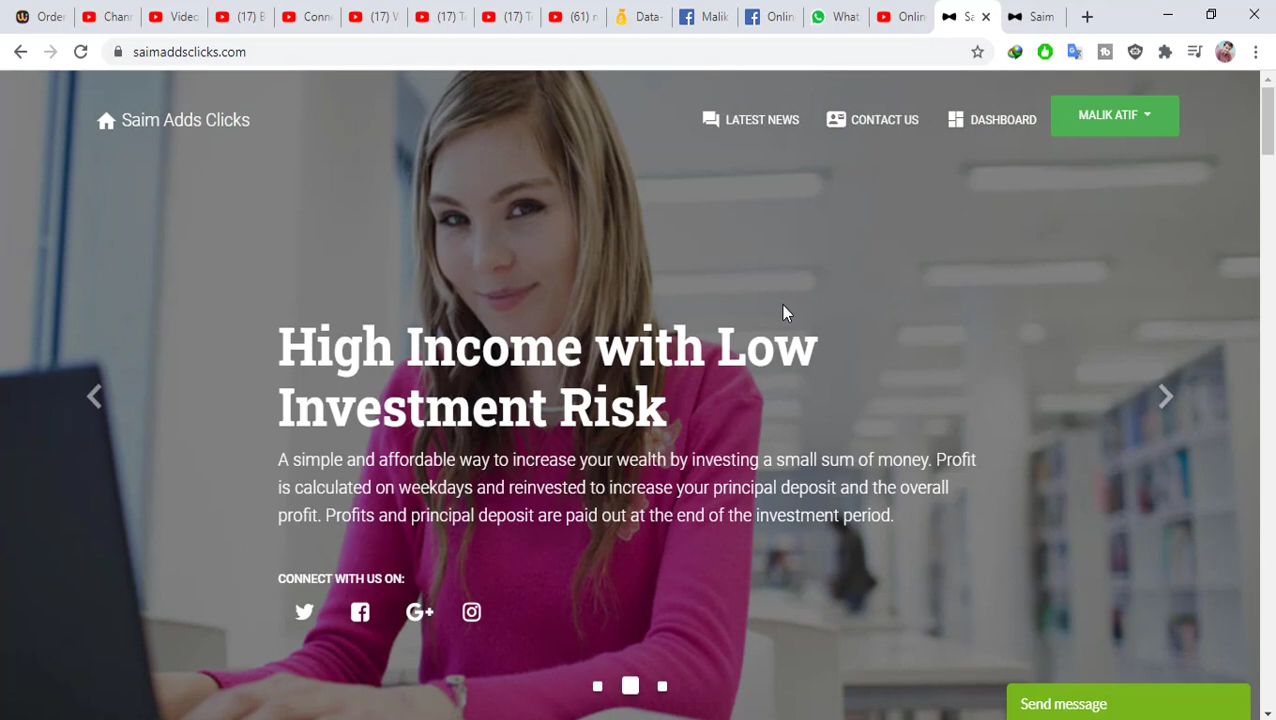 Order
Chann
Video
(17) B
Conne
(17) V
(17) T
(17) T
(61) n
Data-
Malik
Onlin
What
Onlin
Sa
Saim
saimaddsclicks.com
Saim Adds Clicks
LATEST NEWS
CONTACT US
DASHBOARD
MALIK ATIF
High Income with Low
Investment Risk
A simple and affordable way to increase your wealth by investing a small sum of money. Profit
is calculated on weekdays and reinvested to increase your principal deposit and the overall
profit. Profits and principal deposit are paid out at the end of the investment period.
CONNECT WITH US ON:
Send message